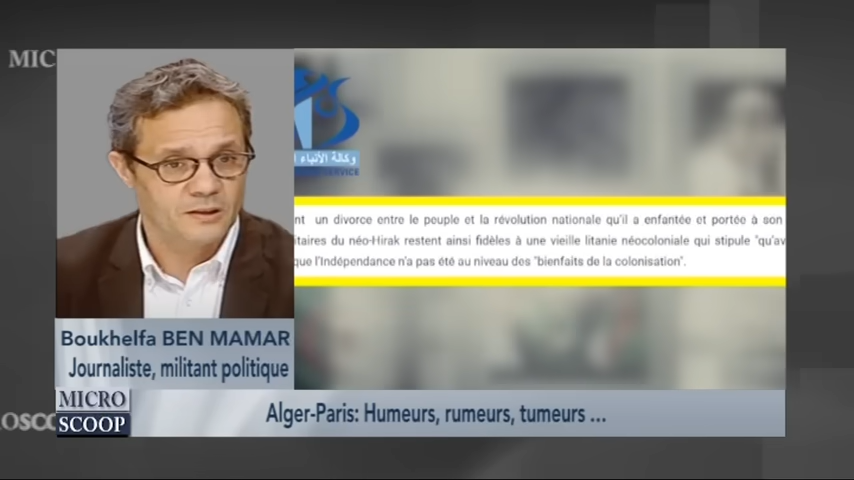 MIC
وكالة الأنباء
SERVICE
nt un divorce entre le peuple et la révolution nationale qu'il a enfantée et portée à son
itaires du néo-Hirak restent ainsi fidèles à une vieille litanie néocoloniale qui stipule "qu'av
que l'Indépendance n'a pas été au niveau des "bienfaits de la colonisation".
Boukhelfa BEN MAMAR
Journaliste, militant politique
MICRO
SCOOP
OSCO
Alger-Paris: Humeurs, rumeurs, tumeurs ...